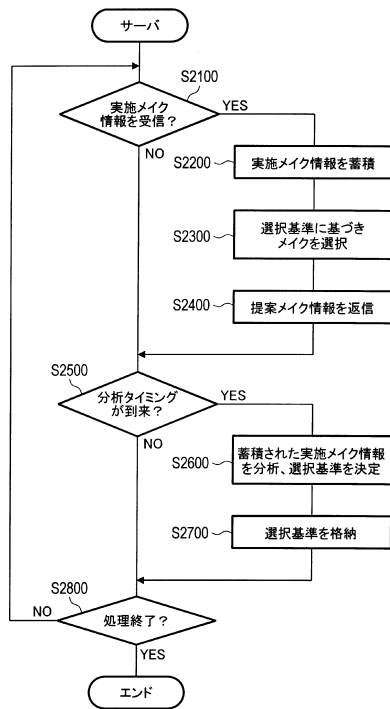 サーバ
S2100
実施メイク
情報を受信？
YES
NO
S2200
実施メイク情報を蓄積
S2300
選択基準に基づき
メイクを選択
S2400
提案メイク情報を返信
S2500
分析タイミング
が到来？
YES
NO
S2600
蓄積された実施メイク情報
を分析、選択基準を決定
S2700
選択基準を格納
S2800
処理終了？
NO
YES
エンド